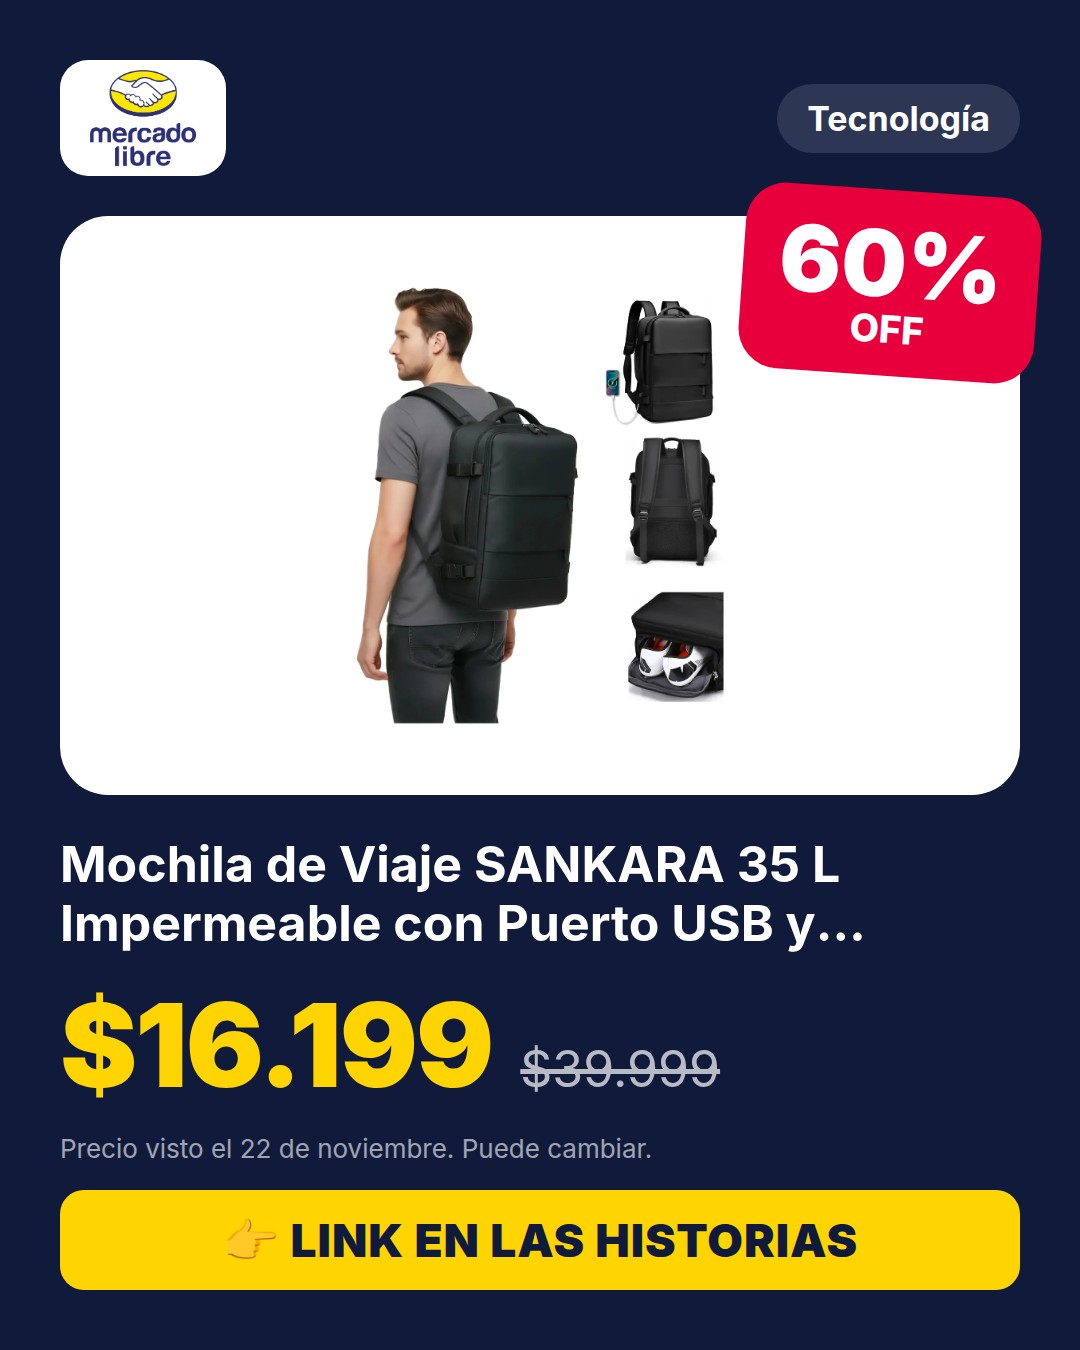 mercado
libre
Tecnología
60%
OFF
Mochila de Viaje SANKARA 35 L
Impermeable con Puerto USB y...
$16.199 $39.999
Precio visto el 22 de noviembre. Puede cambiar.
👉 LINK EN LAS HISTORIAS